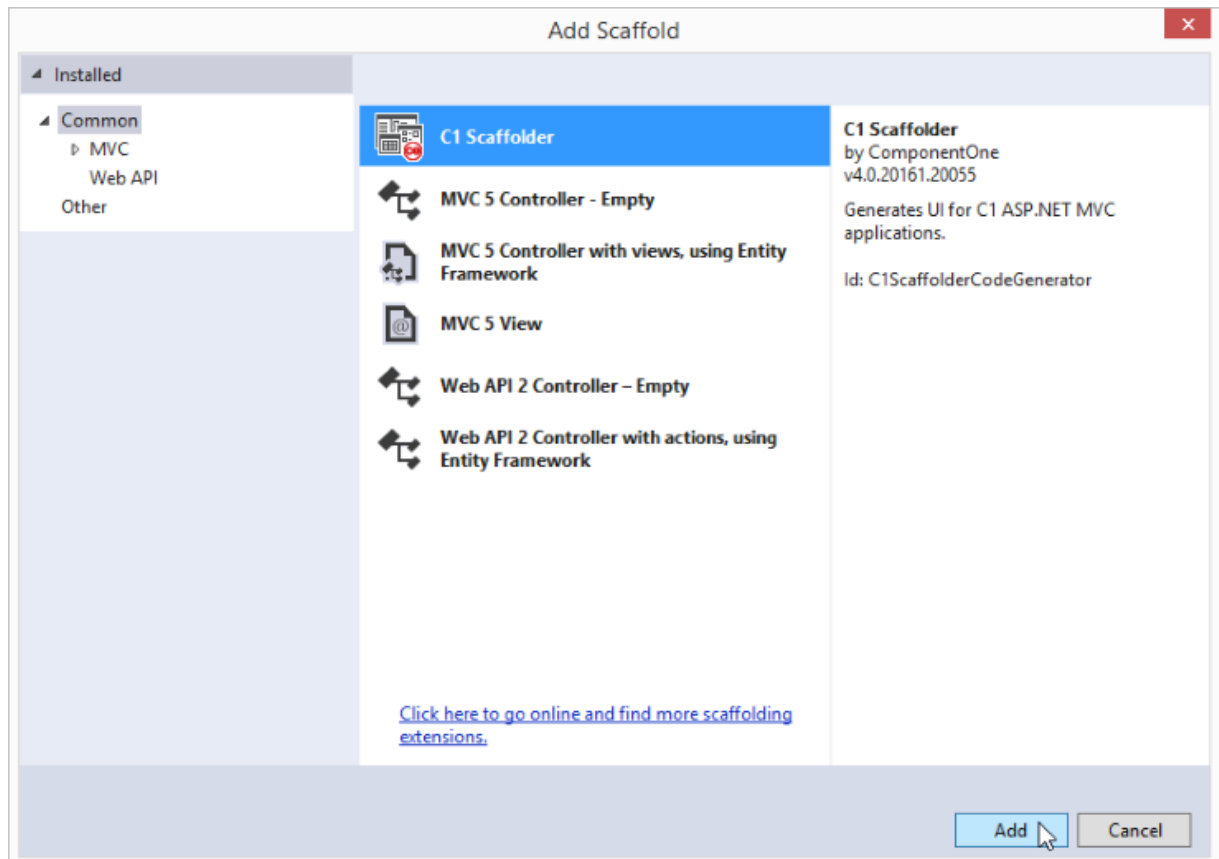 Add Scaffold
Installed
Common
MVC
Web API
Other
C1 Scaffolder
MVC 5 Controller - Empty
MVC 5 Controller with views, using Entity
Framework
MVC 5 View
Web API 2 Controller – Empty
Web API 2 Controller with actions, using
Entity Framework
Click here to go online and find more scaffolding
extensions.
C1 Scaffolder
by ComponentOne
v4.0.20161.20055
Generates UI for C1 ASP.NET MVC
applications.
Id: C1ScaffolderCodeGenerator
Add
Cancel